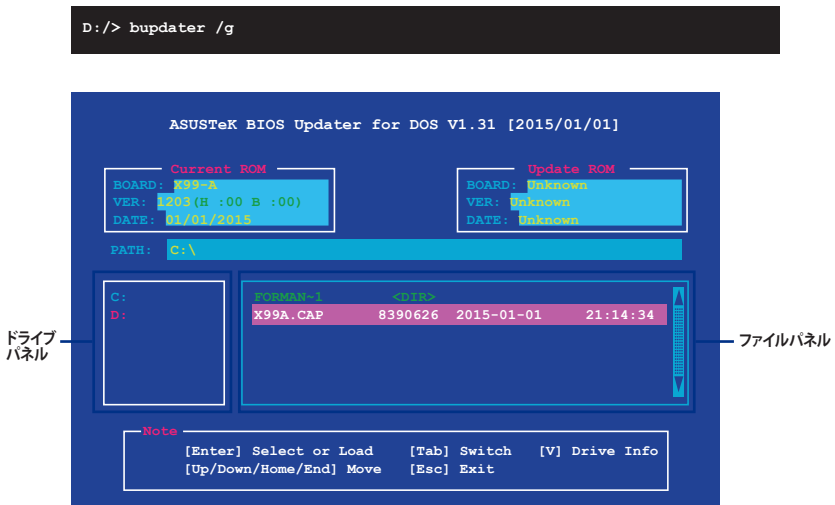 D:/> bupdater /g
ASUSTeK BIOS Updater for DOS V1.31 [2015/01/01]
Current ROM
BOARD: X99-A
VER: 1203(H :00 B :00)
DATE: 01/01/2015
Update ROM
BOARD: Unknown
VER: Unknown
DATE: Unknown
PATH: C:\
C:
D:
FORMAN~1 <DIR>
X99A.CAP 8390626 2015-01-01 21:14:34
ドライブ
パネル
ファイルパネル
Note
[Enter] Select or Load [Tab] Switch [V] Drive Info
[Up/Down/Home/End] Move [Esc] Exit